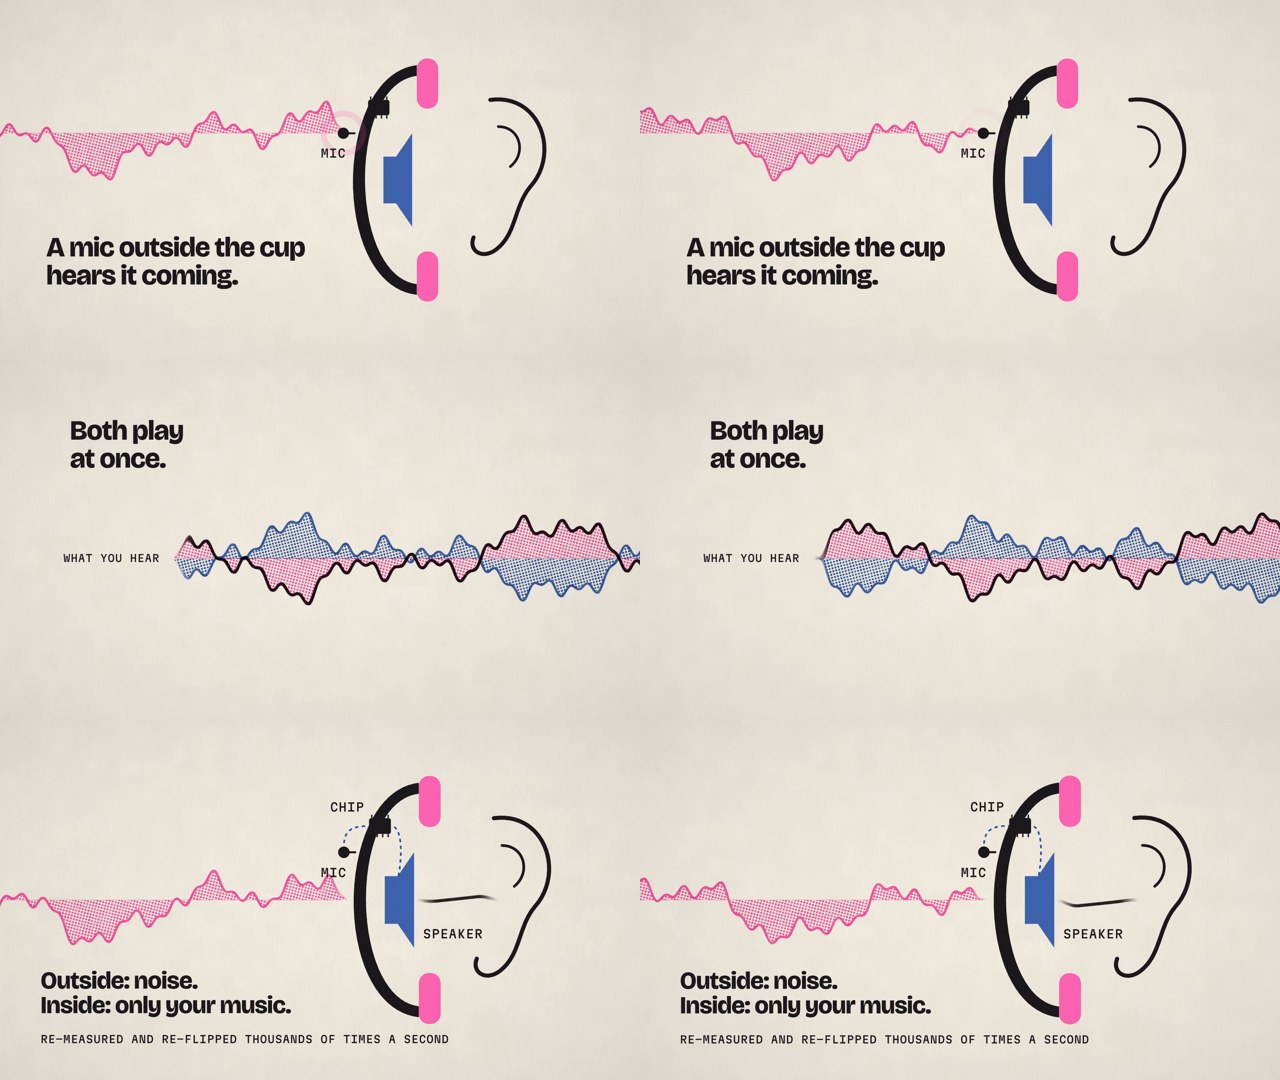 MIC
A mic outside the cup
hears it coming.
MIC
A mic outside the cup
hears it coming.
Both play
at once.
WHAT YOU HEAR
Both play
at once.
WHAT YOU HEAR
CHIP
MIC
SPEAKER
Outside: noise.
Inside: only your music.
RE-MEASURED AND RE-FLIPPED THOUSANDS OF TIMES A SECOND
CHIP
MIC
SPEAKER
Outside: noise.
Inside: only your music.
RE-MEASURED AND RE-FLIPPED THOUSANDS OF TIMES A SECOND